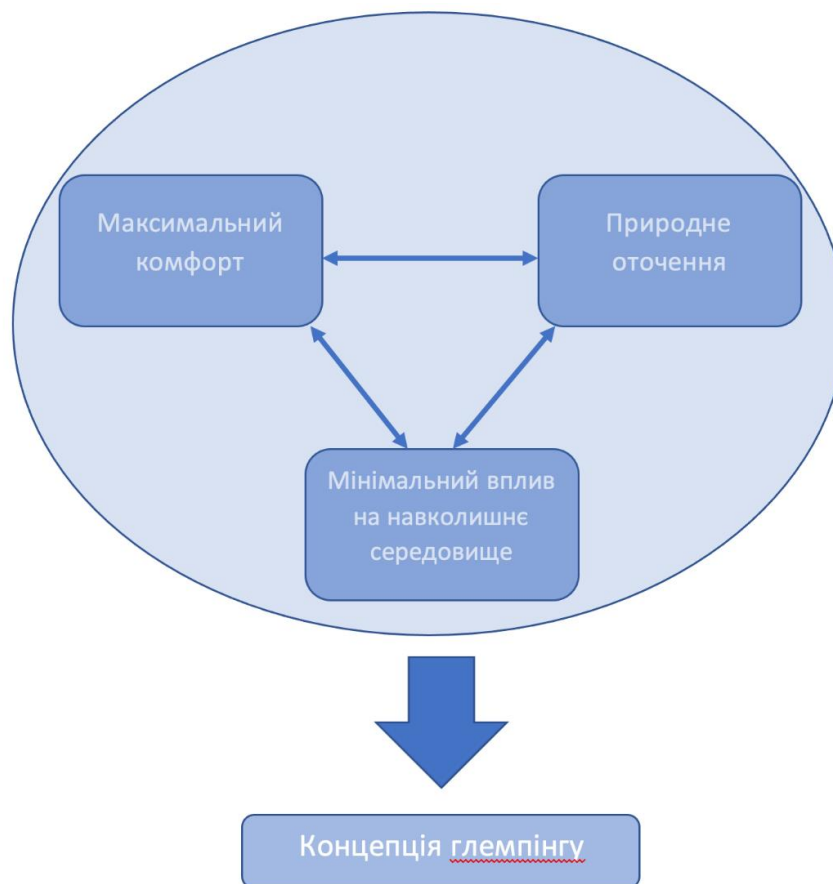 Максимальний
комфорт
Природне
оточення
Мінімальний вплив
на навколишнє
середовище
Концепція глемпінгу